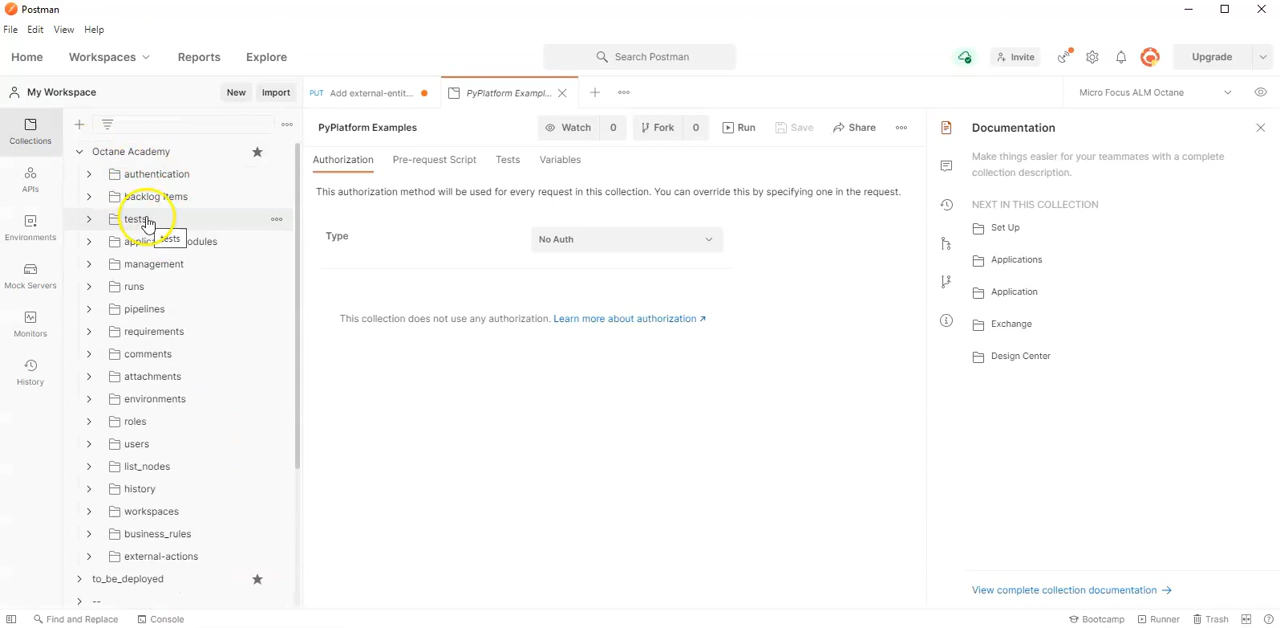 Postman
File Edit View Help
Home Workspaces Reports Explore Search Postman Invite Upgrade
My Workspace New Import PUT Add external-entit... PyPlatform Exampl... Micro Focus ALM Octane
Collections
APIs
Environments
Mock Servers
Monitors
History
Octane Academy
authentication
backlog items
tests
tests
management
runs
pipelines
requirements
comments
attachments
environments
roles
users
list_nodes
history
workspaces
business_rules
external-actions
to_be_deployed
--
PyPlatform Examples Watch 0 Fork 0 Run Save Share
Authorization Pre-request Script Tests Variables
This authorization method will be used for every request in this collection. You can override this by specifying one in the request.
Type No Auth
This collection does not use any authorization. Learn more about authorization
Documentation
Make things easier for your teammates with a complete
collection description.
NEXT IN THIS COLLECTION
Set Up
Applications
Application
Exchange
Design Center
View complete collection documentation
Find and Replace Console Bootcamp Runner Trash